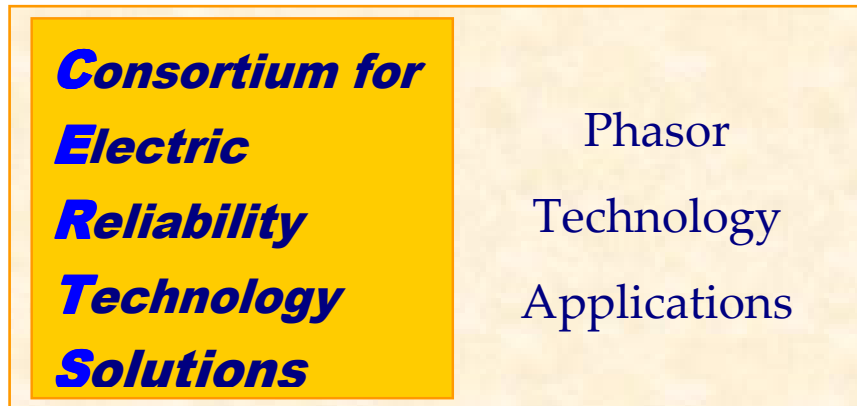 Consortium for
Electric
Reliability
Technology
Solutions
Phasor
Technology
Applications